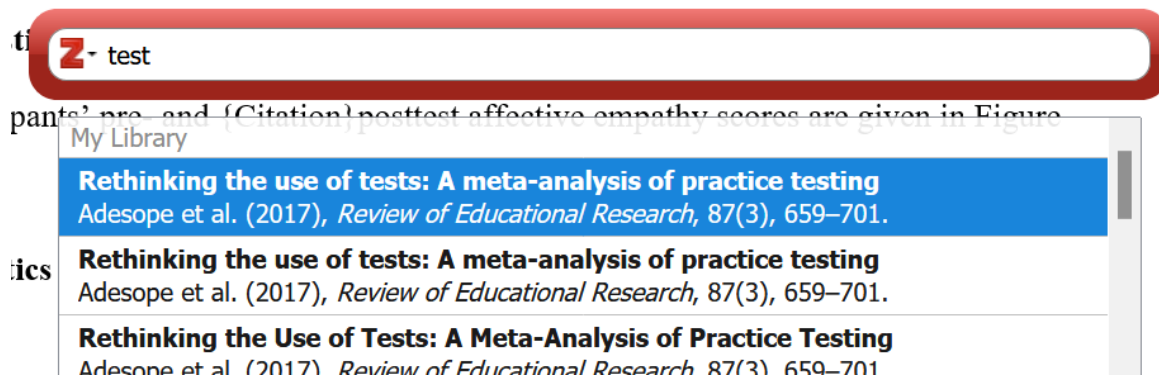 Z test
pants' pre- and {Citation}posttest affective empathy scores are given in Figure
My Library
Rethinking the use of tests: A meta-analysis of practice testing
Adesope et al. (2017), Review of Educational Research, 87(3), 659–701.
tics
Rethinking the use of tests: A meta-analysis of practice testing
Adesope et al. (2017), Review of Educational Research, 87(3), 659–701.
Rethinking the Use of Tests: A Meta-Analysis of Practice Testing
Adesope et al. (2017), Review of Educational Research, 87(3), 659–701.